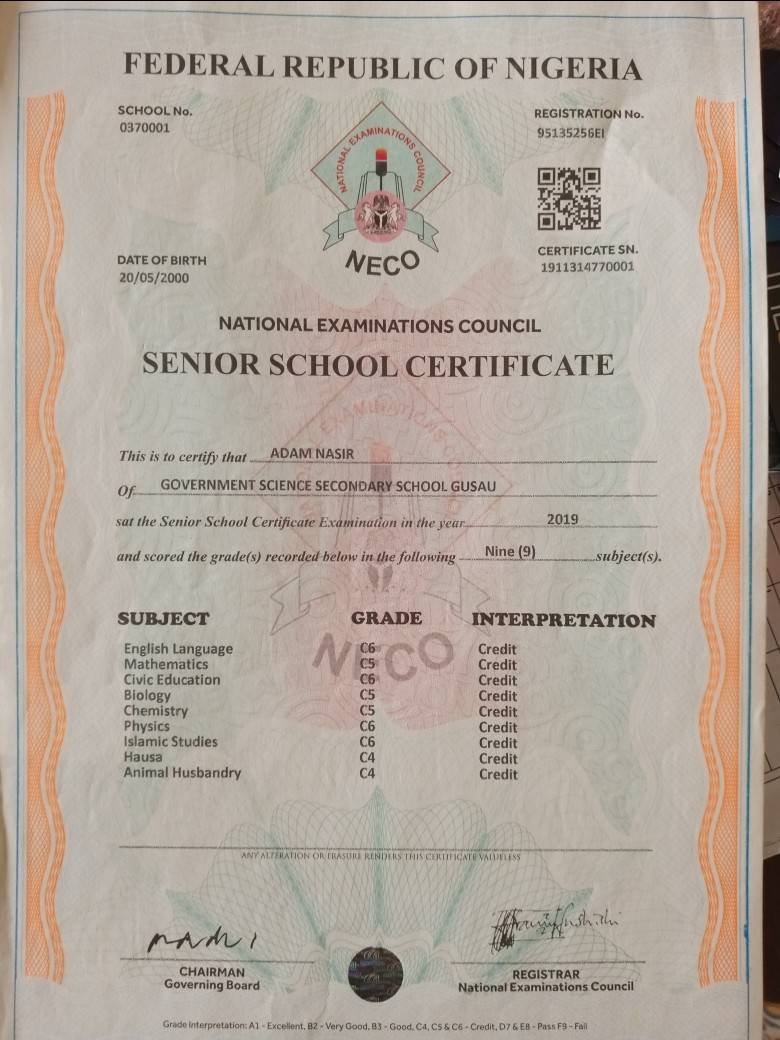 FEDERAL REPUBLIC OF NIGERIA
SCHOOL No.
0370001
REGISTRATION No.
95135256EI
NATIONAL EXAMINATIONS COUNCIL
NECO
DATE OF BIRTH
20/05/2000
CERTIFICATE SN.
1911314770001
NATIONAL EXAMINATIONS COUNCIL
SENIOR SCHOOL CERTIFICATE
This is to certify that ADAM NASIR
Of GOVERNMENT SCIENCE SECONDARY SCHOOL GUSAU
sat the Senior School Certificate Examination in the year 2019
and scored the grade(s) recorded below in the following Nine (9) subject(s).
SUBJECT GRADE INTERPRETATION
English Language C6 Credit
Mathematics C5 Credit
Civic Education C6 Credit
Biology C5 Credit
Chemistry C5 Credit
Physics C6 Credit
Islamic Studies C6 Credit
Hausa C4 Credit
Animal Husbandry C4 Credit
NECO
ANY ALTERATION OR ERASURE RENDERS THIS CERTIFICATE VALUELESS
CHAIRMAN
Governing Board
REGISTRAR
National Examinations Council
Grade Interpretation: A1 - Excellent, B2 - Very Good, B3 - Good, C4, C5 & C6 - Credit, D7 & E8 - Pass F9 - Fail